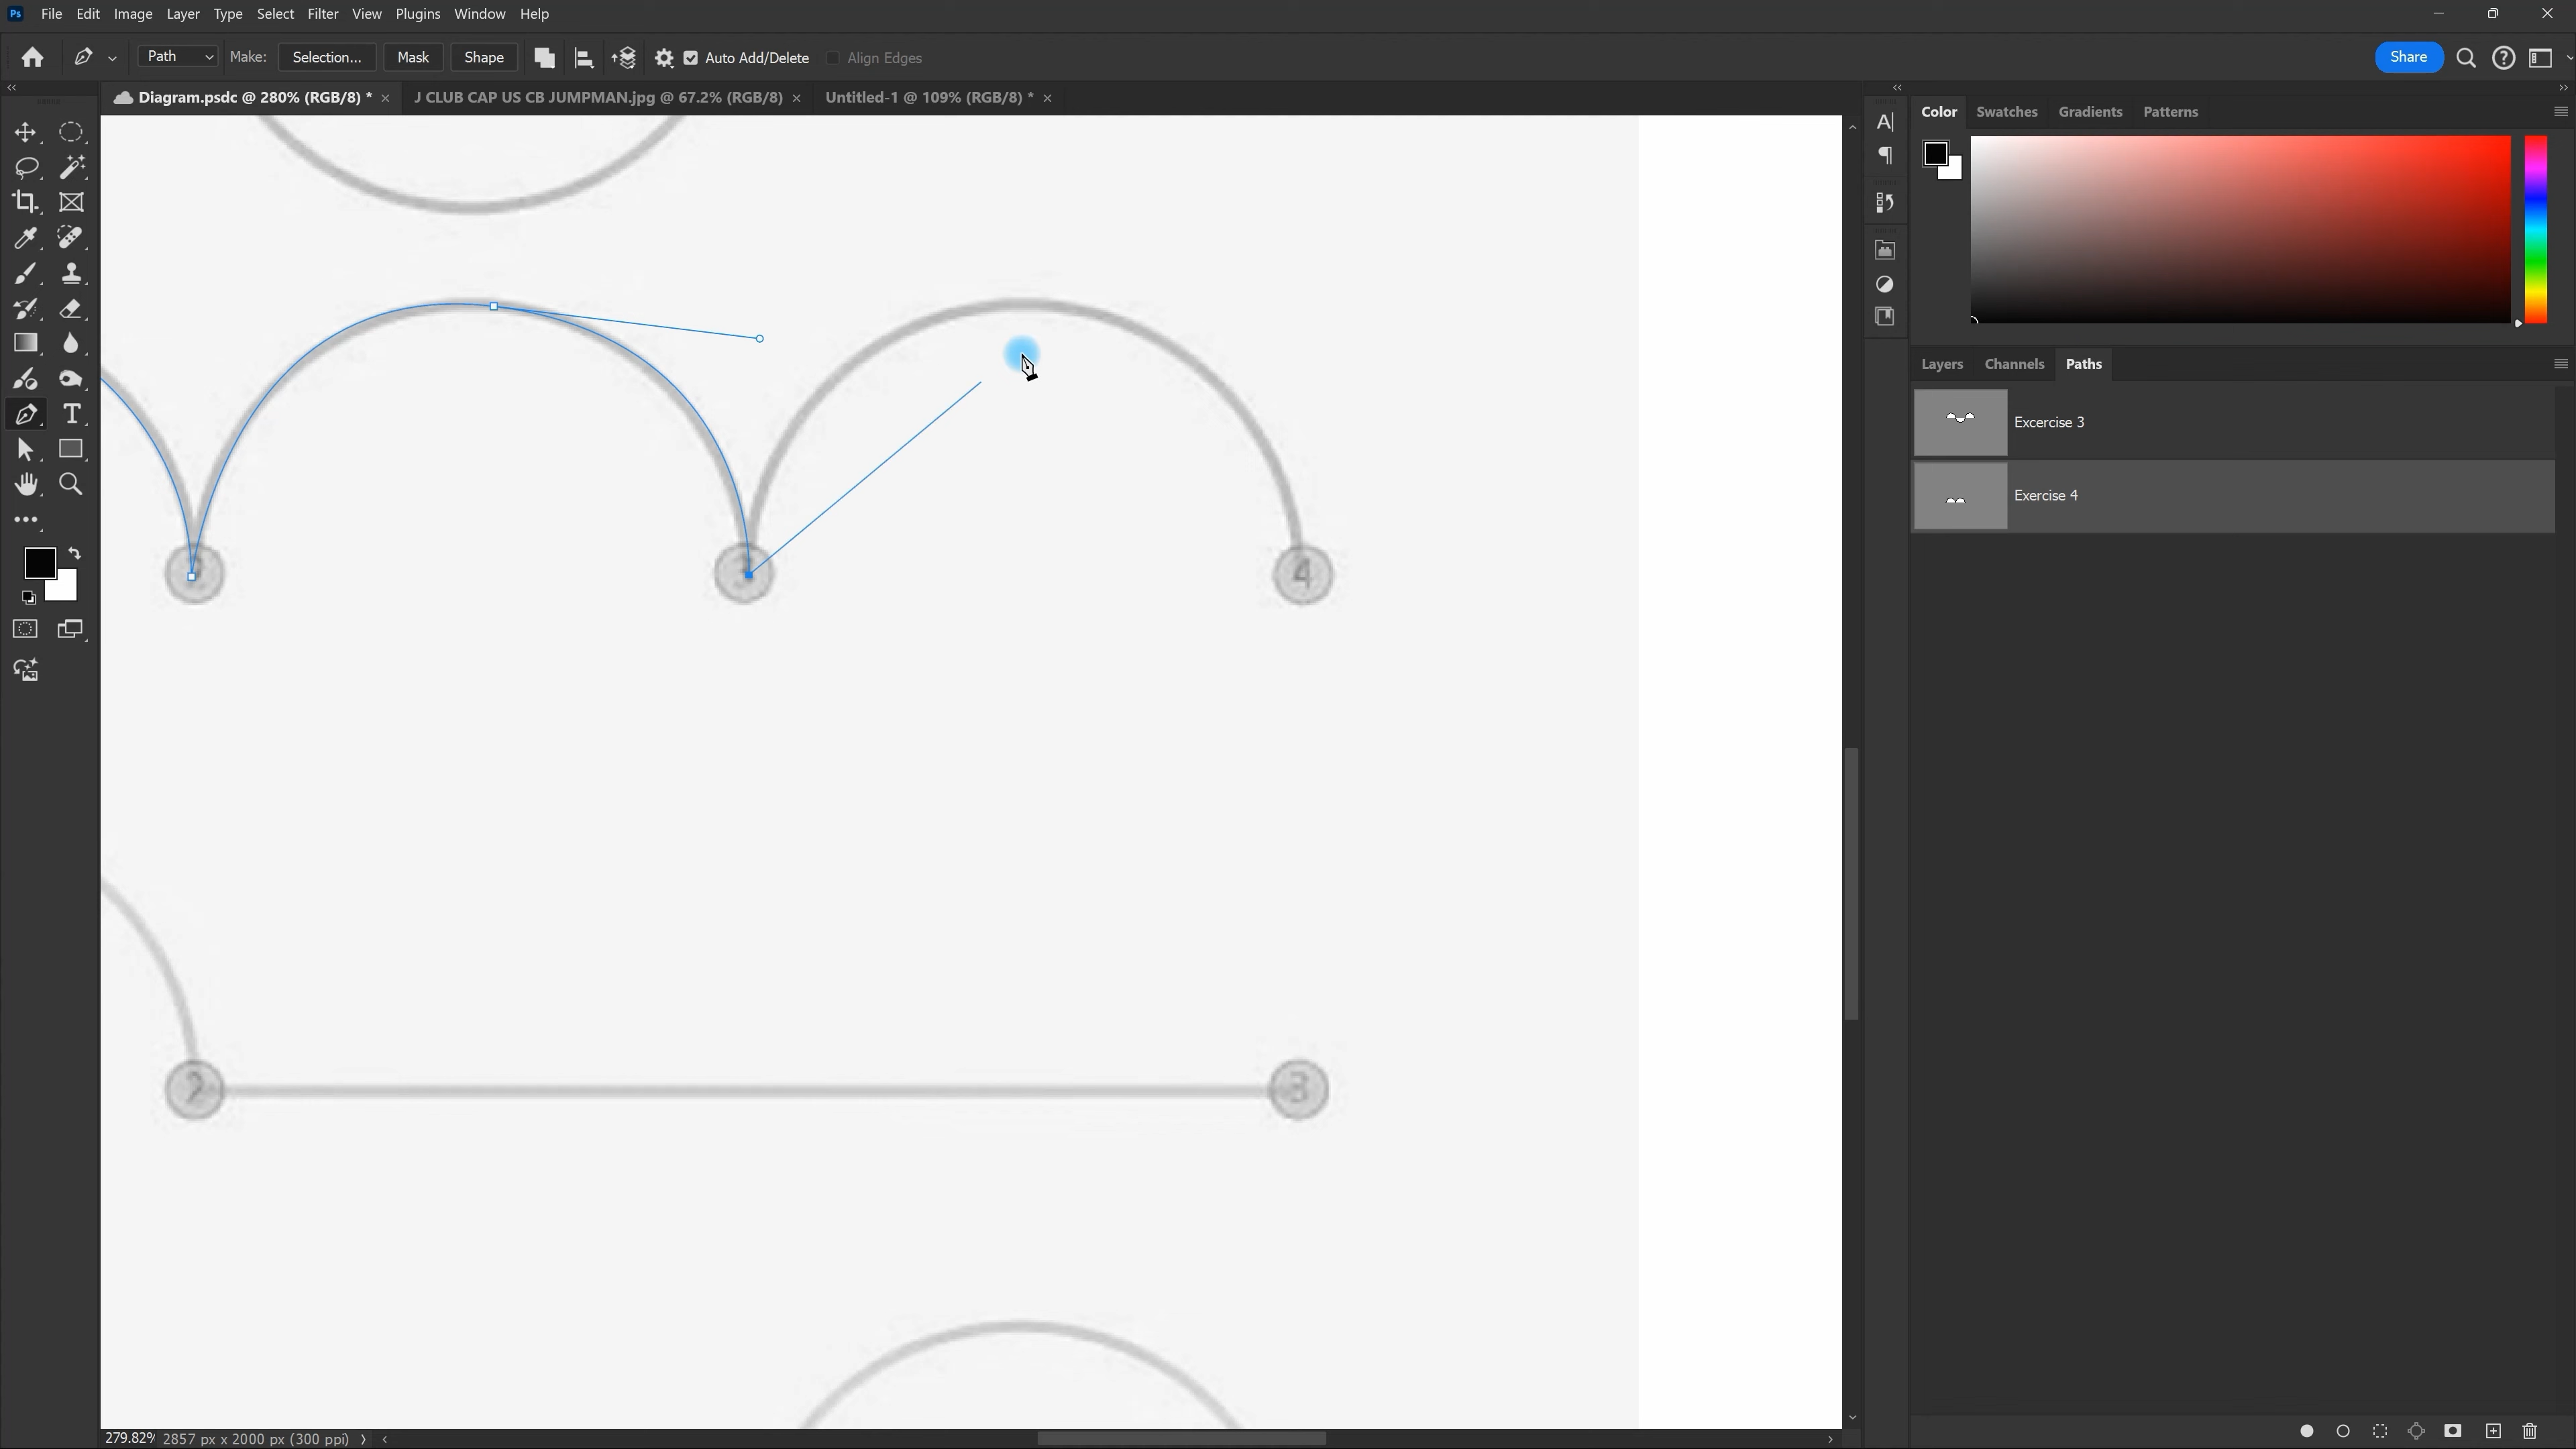 Ps File Edit Image Layer Type Select Filter View Plugins Window Help
Path Make: Selection... Mask Shape Auto Add/Delete Align Edges Share
Diagram.psdc @ 280% (RGB/8) * × J CLUB CAP US CB JUMPMAN.jpg @ 67.2% (RGB/8) × Untitled-1 @ 109% (RGB/8) * ×
Color Swatches Gradients Patterns
Layers Channels Paths
Excercise 3
Exercise 4
4
2 3
279.82% 2857 px x 2000 px (300 ppi)